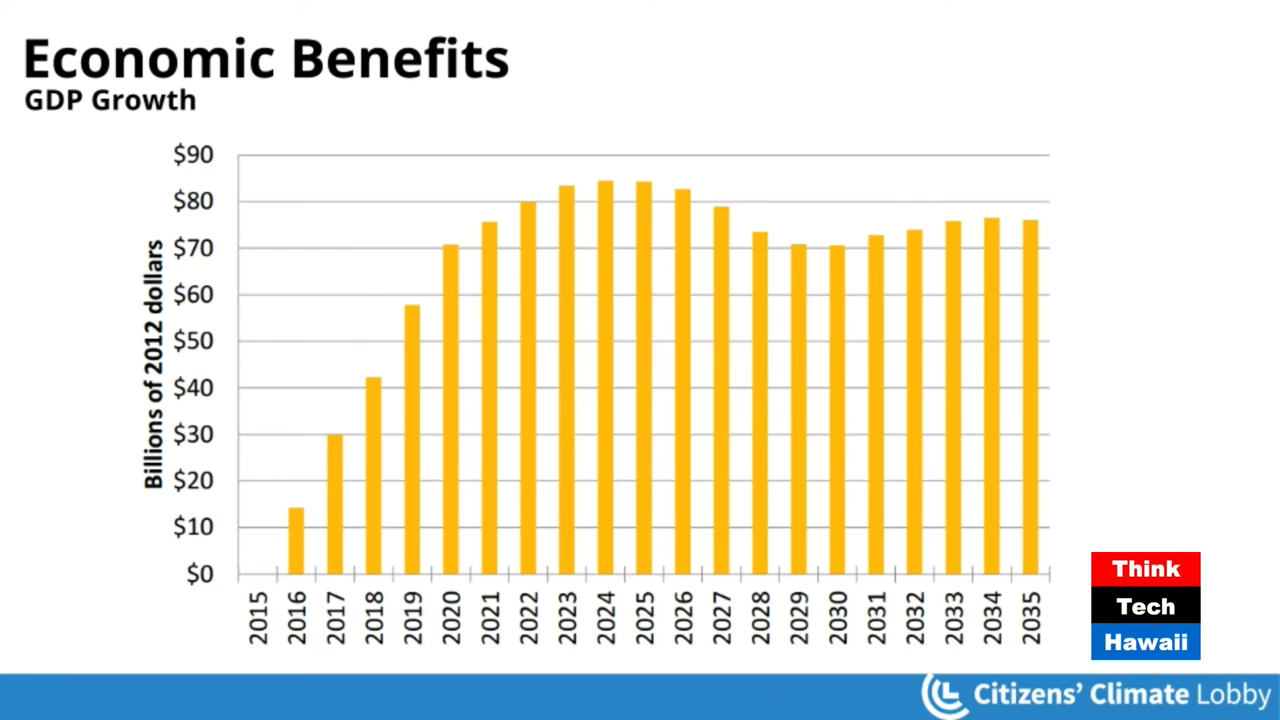 Economic Benefits
GDP Growth
Billions of 2012 dollars
$90
$80
$70
$60
$50
$40
$30
$20
$10
$0
2015 2016 2017 2018 2019 2020 2021 2022 2023 2024 2025 2026 2027 2028 2029 2030 2031 2032 2033 2034 2035
Think
Tech
Hawaii
Citizens' Climate Lobby